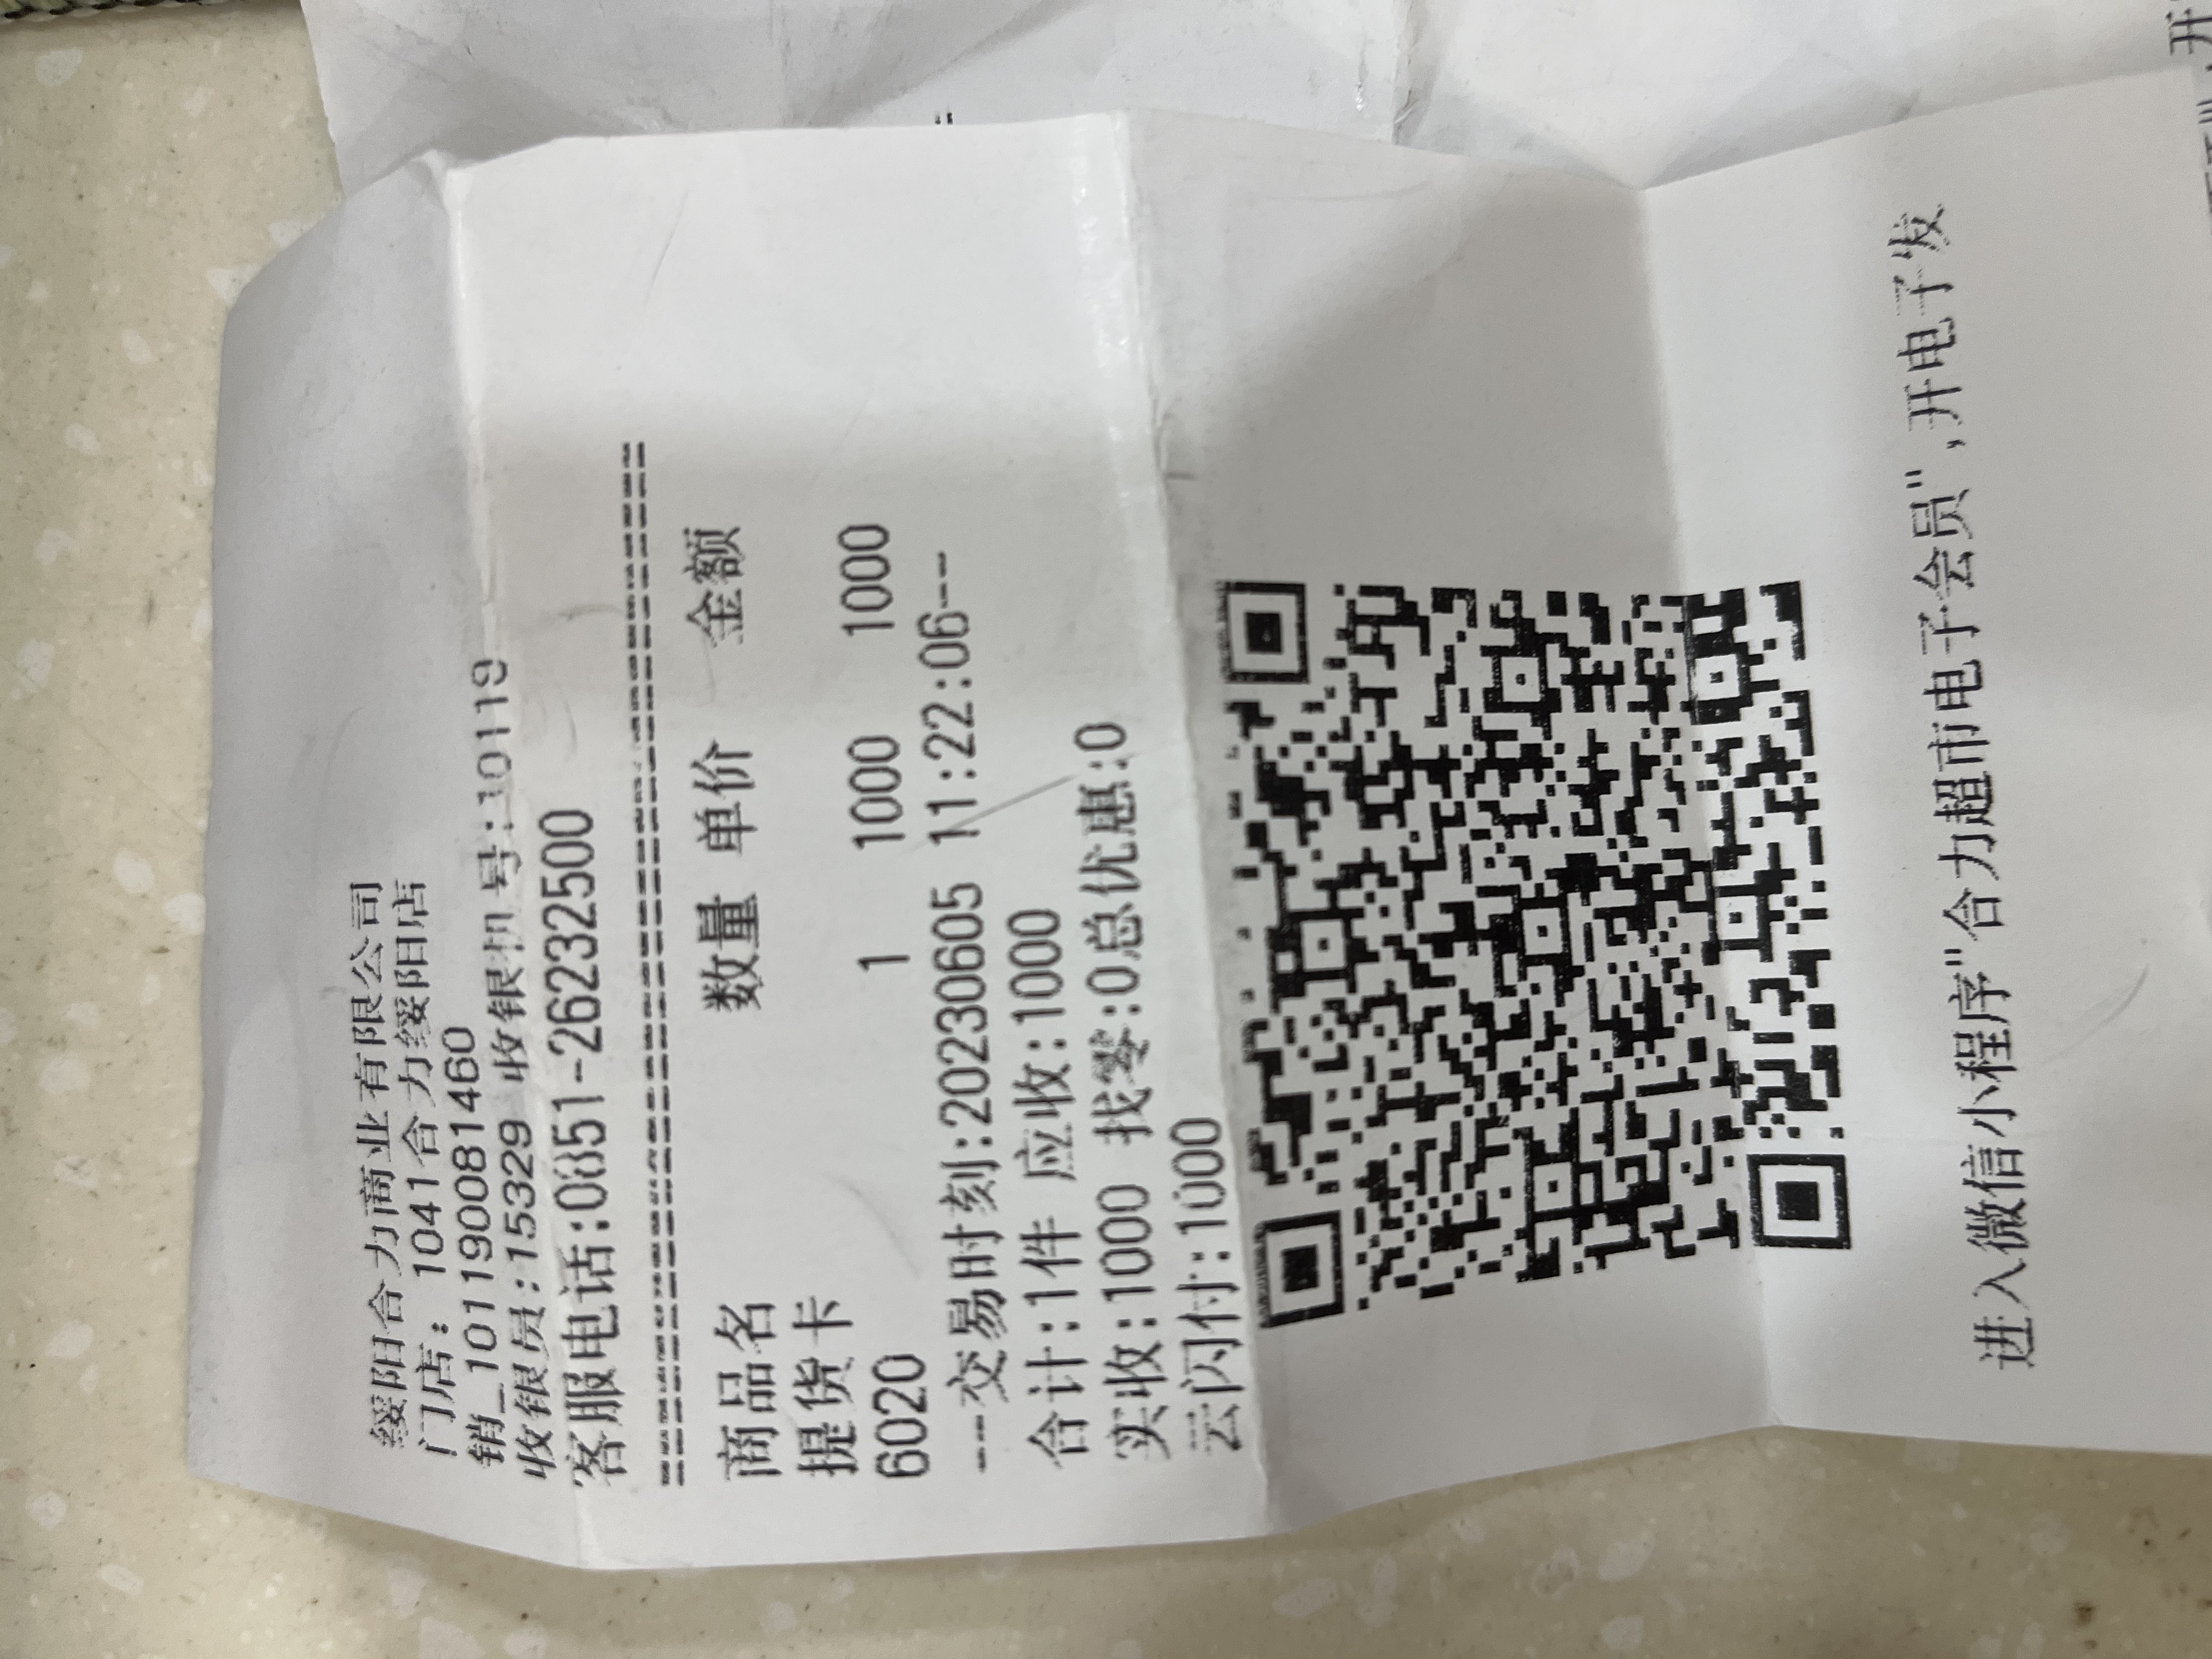 绥阳合力商业有限公司
门店: 1041合力绥阳店
销_1011190081460
收银员:153329 收银机号:10119
客服电话:0851-26232500
商品名 数量 单价 金额
提货卡
6020 1 1000 1000
---交易时刻:20230605 11:22:06---
合计:1件 应收:1000
实收:1000 找零:0总优惠:0
云闪付:1000
进入微信小程序"合力超市电子会员",开电子发